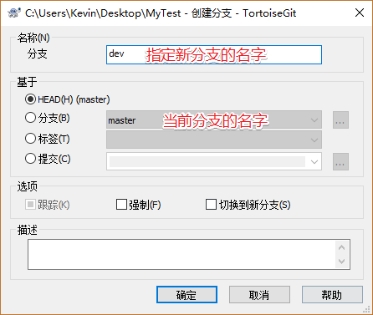 C:\Users\Kevin\Desktop\MyTest - 创建分支 - TortoiseGit
名称(N)
分支 dev 指定新分支的名字
基于
HEAD(H) (master)
分支(B) master 当前分支的名字 ...
标签(T)
提交(C) ...
选项
跟踪(K) 强制(F) 切换到新分支(S)
描述
确定 取消 帮助